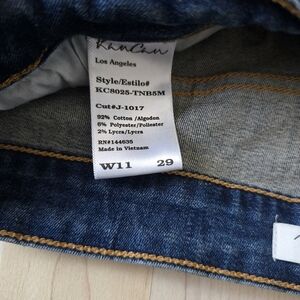 KanCan
Los Angeles
Style/Estilo#
KC8025-TNB5M
Cut#J-1017
92% Cotton /Algodon
6% Polyester/Poliester
2% Lycra/Lycra
RN#144635
Made in Vietnam
W11 29